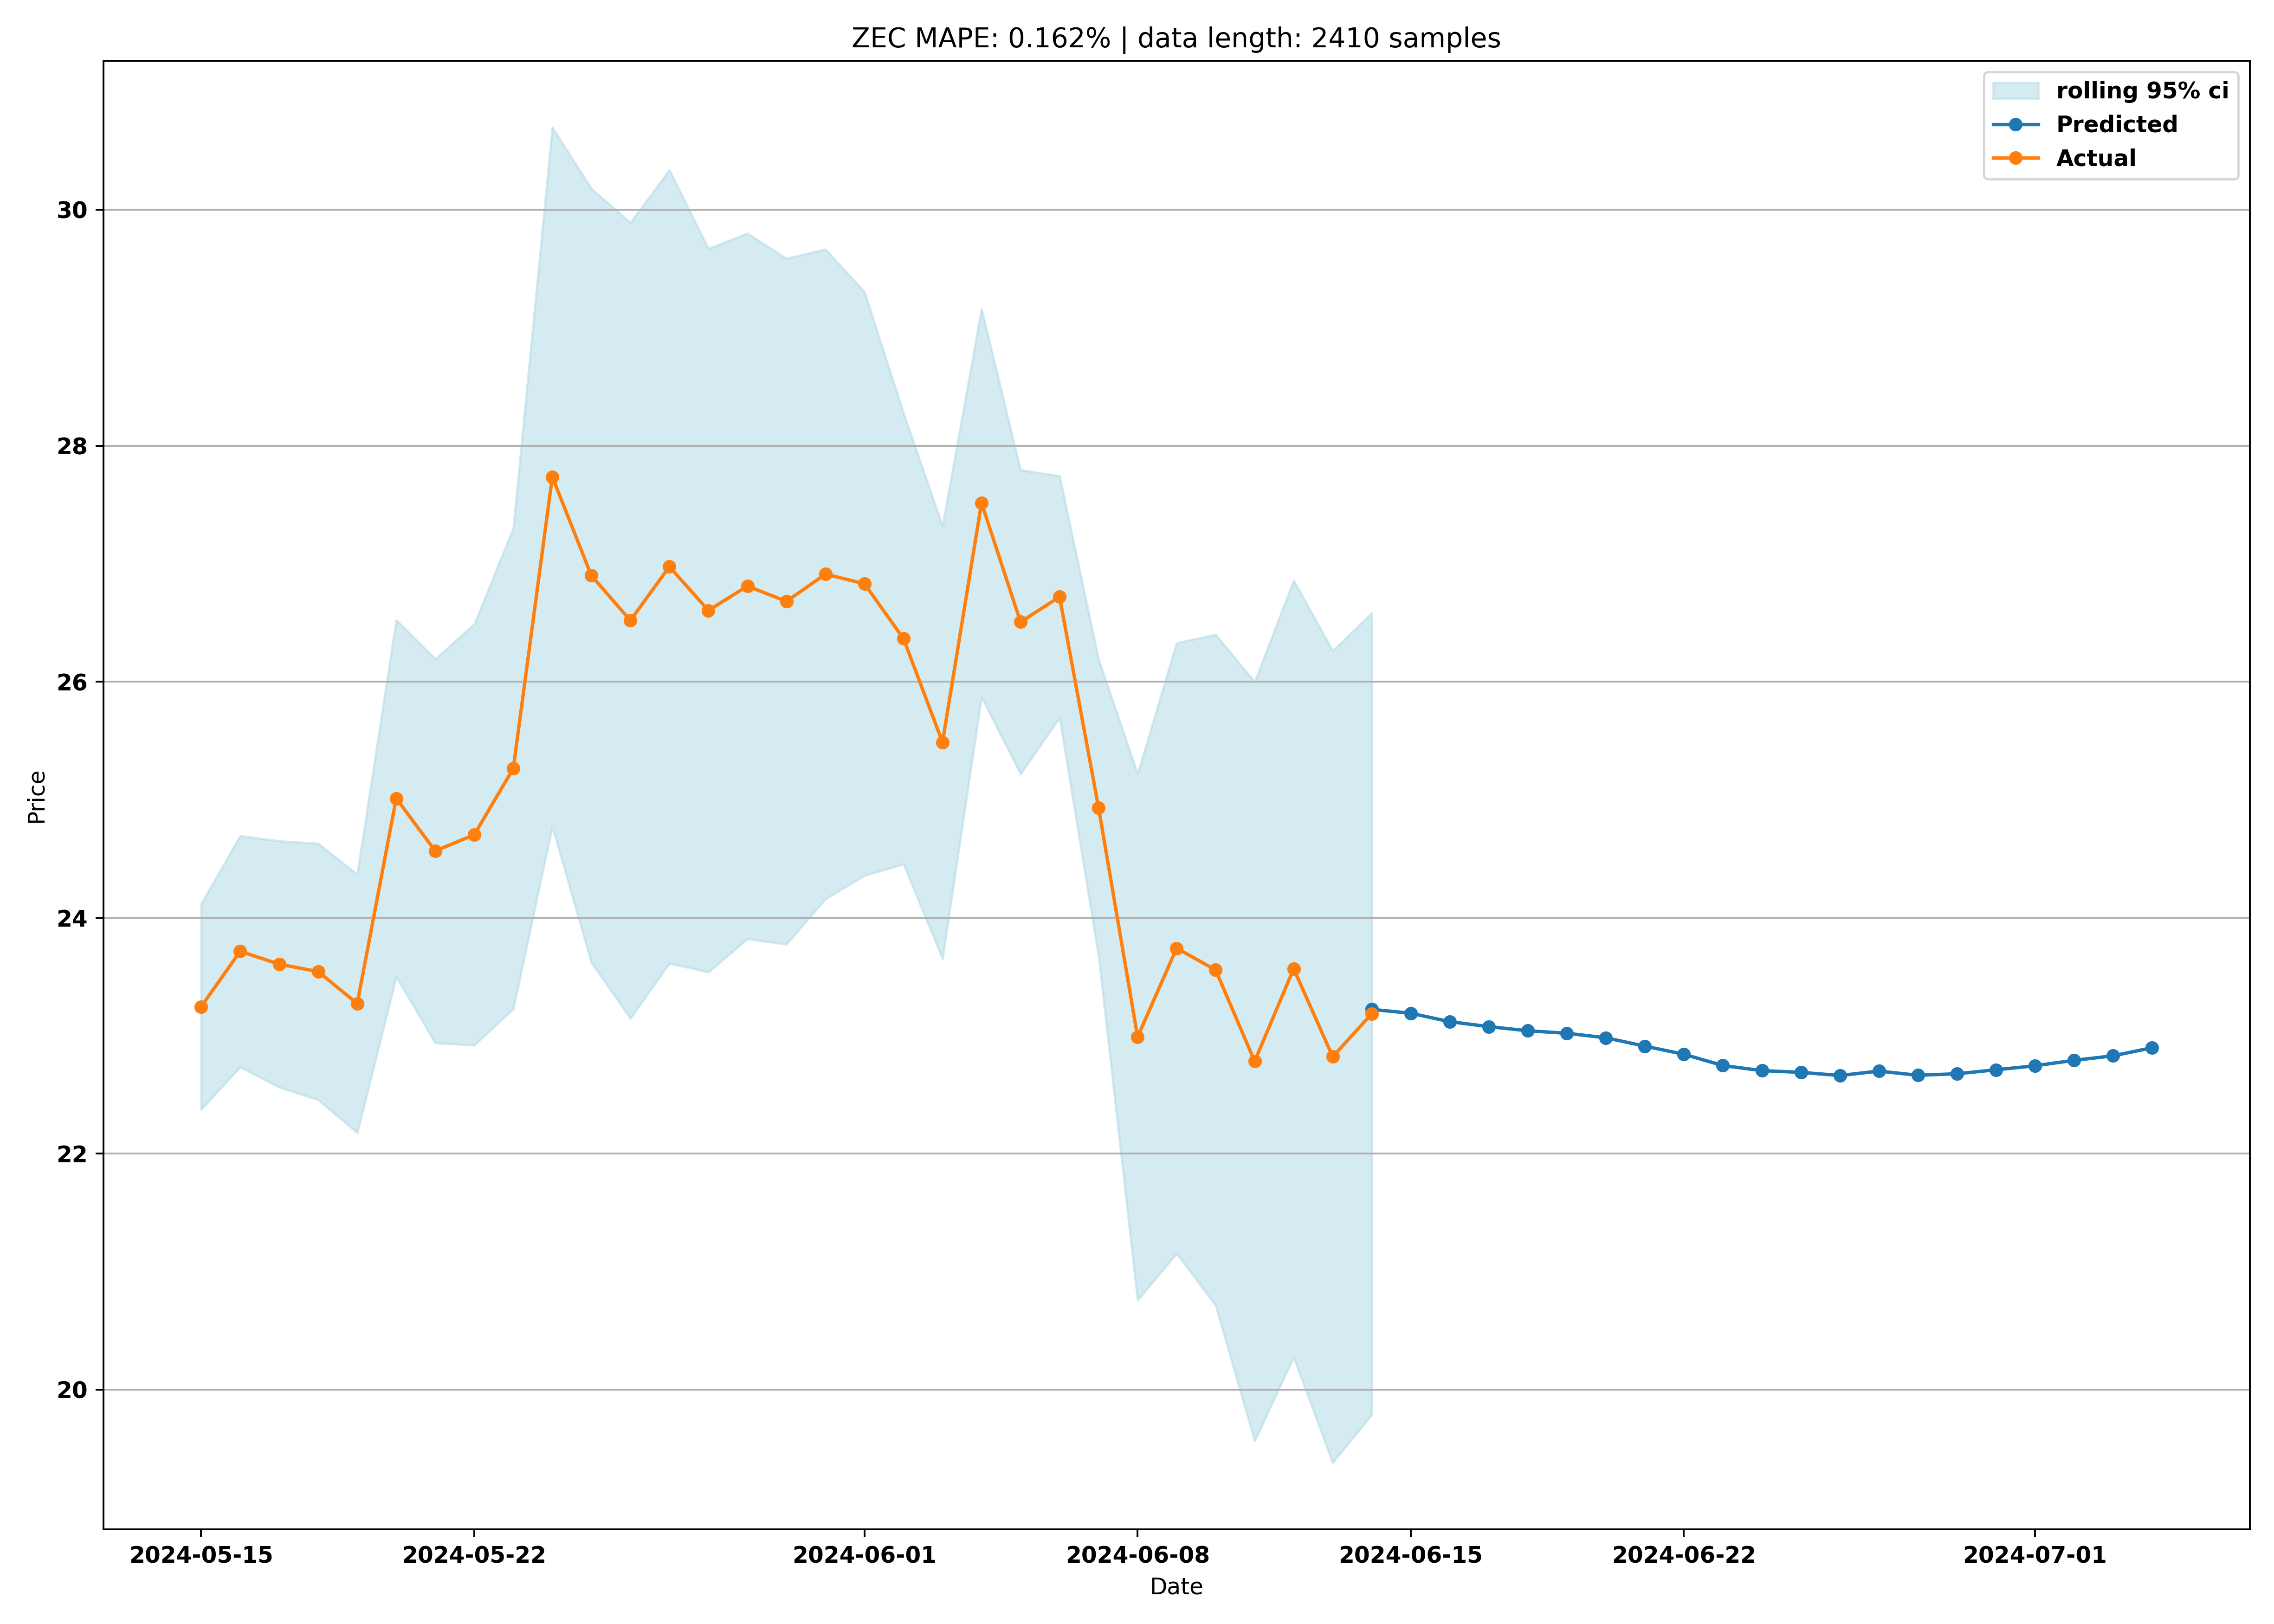 ZEC MAPE: 0.162% | data length: 2410 samples
rolling 95% ci
Predicted
Actual
30
28
26
24
22
20
Price
2024-05-15
2024-05-22
2024-06-01
2024-06-08
2024-06-15
2024-06-22
2024-07-01
Date